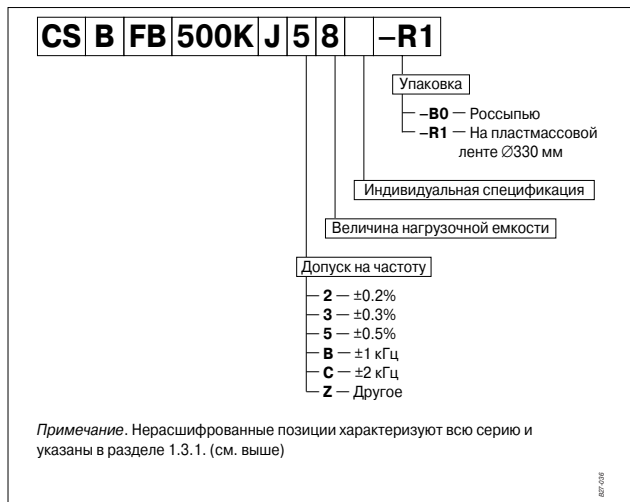 CS B FB 500K J 5 8 –R1
Упаковка
–B0 — Россыпью
–R1 — На пластмассовой
ленте ∅330 мм
Индивидуальная спецификация
Величина нагрузочной емкости
Допуск на частоту
2 — ±0.2%
3 — ±0.3%
5 — ±0.5%
B — ±1 кГц
C — ±2 кГц
Z — Другое
Примечание. Нерасшифрованные позиции характеризуют всю серию и
указаны в разделе 1.3.1. (см. выше)
827-036